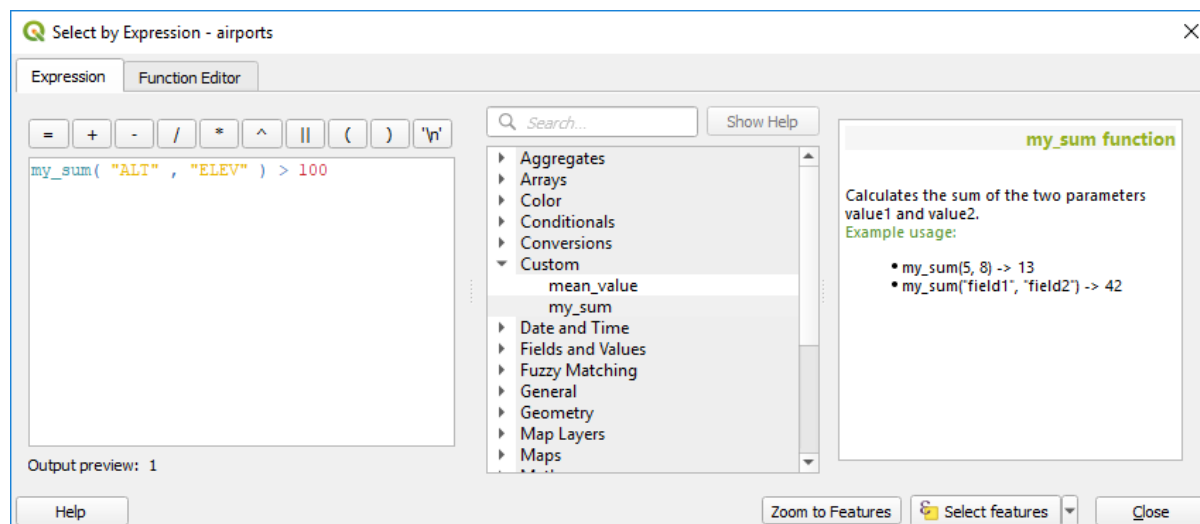 Select by Expression - airports
Expression
Function Editor
= + - / * ^ || ( ) '\n'
Search...
Show Help
my_sum( "ALT" , "ELEV" ) > 100
Aggregates
Arrays
Color
Conditionals
Conversions
Custom
mean_value
my_sum
Date and Time
Fields and Values
Fuzzy Matching
General
Geometry
Map Layers
Maps
my_sum function
Calculates the sum of the two parameters
value1 and value2.
Example usage:
• my_sum(5, 8) -> 13
• my_sum("field1", "field2") -> 42
Output preview: 1
Help
Zoom to Features
Select features
Close